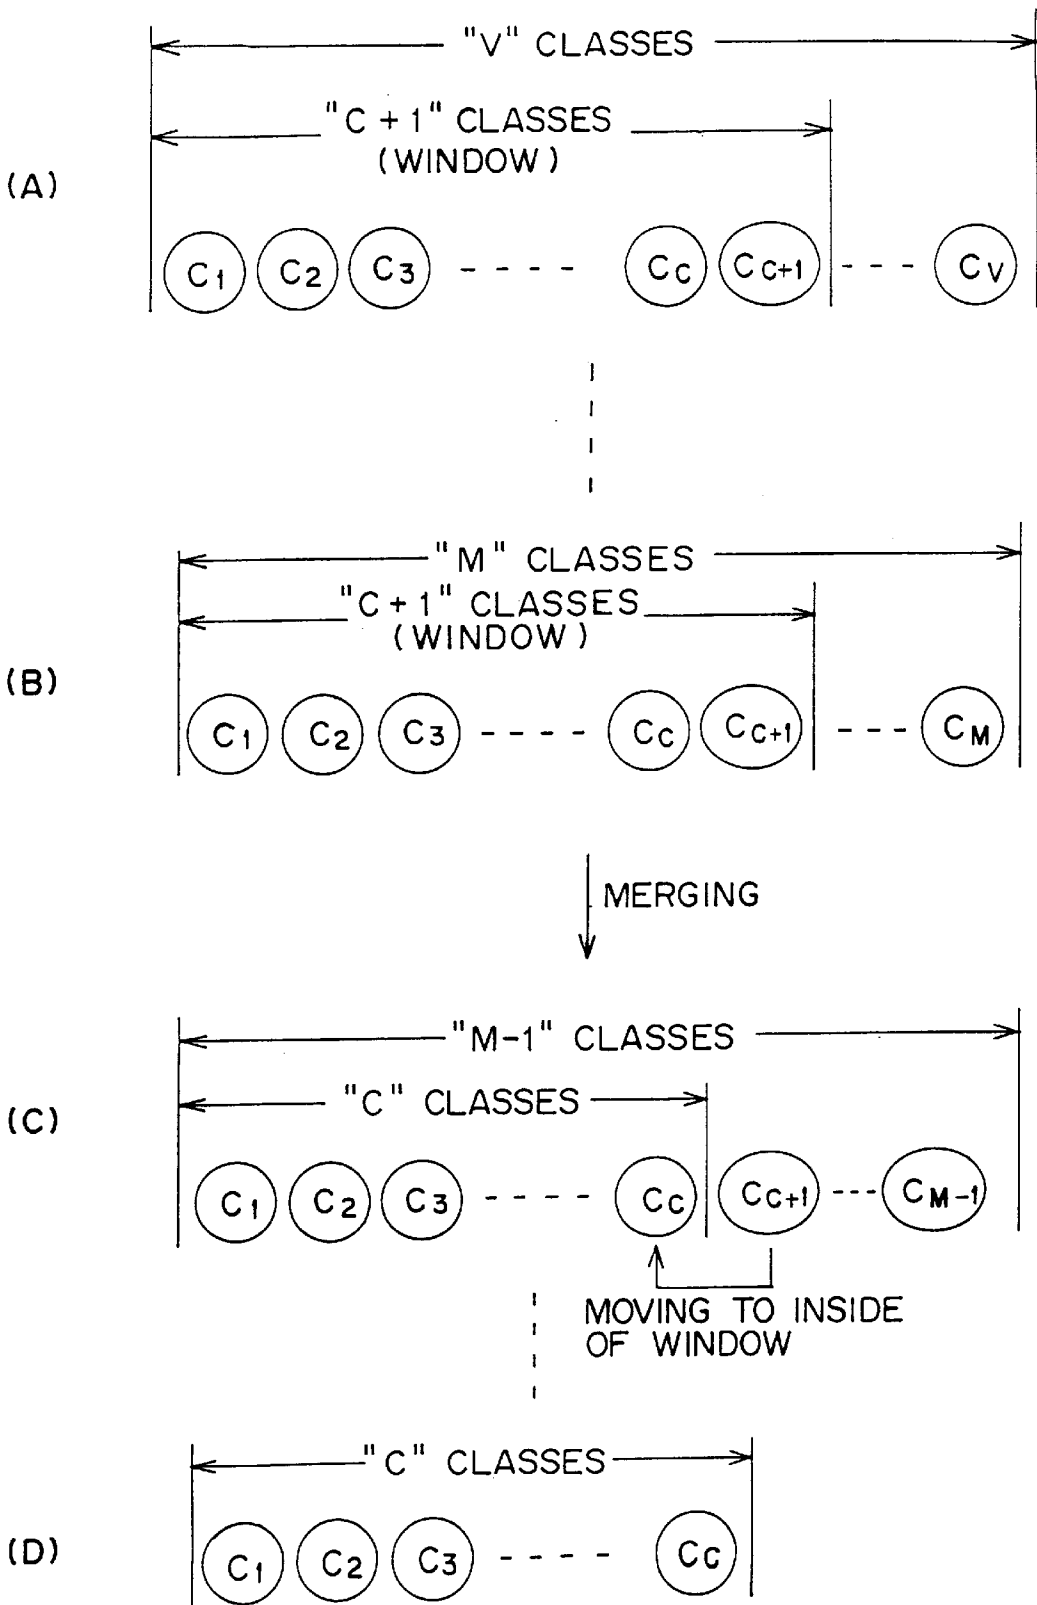 "V" CLASSES
"C+1" CLASSES
(WINDOW)
(A)
C1 C2 C3 ---- CC CC+1 ---- CV
"M" CLASSES
"C+1" CLASSES
(WINDOW)
(B)
C1 C2 C3 ---- CC CC+1 --- CM
MERGING
"M-1" CLASSES
"C" CLASSES
(C)
C1 C2 C3 ---- CC CC+1 --- CM-1
MOVING TO INSIDE
OF WINDOW
"C" CLASSES
(D)
C1 C2 C3 ---- CC